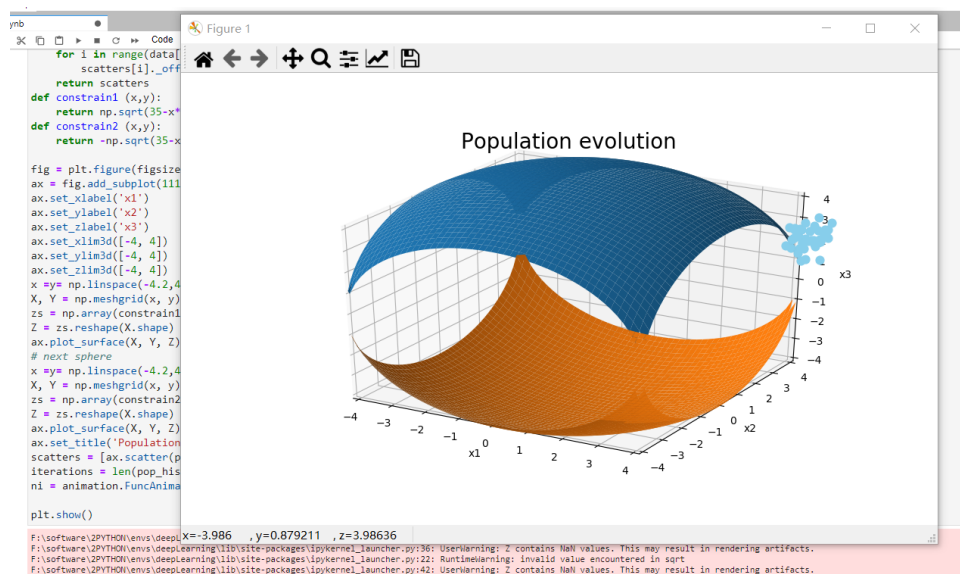 ynb
Figure 1
Code
for i in range(data[
scatters[i]._off
return scatters
def constrain1 (x,y):
return np.sqrt(35-x*
def constrain2 (x,y):
return -np.sqrt(35-x
fig = plt.figure(figsize
ax = fig.add_subplot(111
ax.set_xlabel('x1')
ax.set_ylabel('x2')
ax.set_zlabel('x3')
ax.set_xlim3d([-4, 4])
ax.set_ylim3d([-4, 4])
ax.set_zlim3d([-4, 4])
x =y= np.linspace(-4.2,4
X, Y = np.meshgrid(x, y)
zs = np.array(constrain1
Z = zs.reshape(X.shape)
ax.plot_surface(X, Y, Z)
# next sphere
x =y= np.linspace(-4.2,4
X, Y = np.meshgrid(x, y)
zs = np.array(constrain2
Z = zs.reshape(X.shape)
ax.plot_surface(X, Y, Z)
ax.set_title('Population
scatters = [ax.scatter(p
iterations = len(pop_his
ni = animation.FuncAnima
plt.show()
Population evolution
4
3
0
−1
−2
−3
−4
x3
−4
−3
−2
−1
0
1
2
3
4
x1
−4
−3
−2
−1
0
1
2
3
4
x2
x=-3.986 ,y=0.879211 ,z=3.98636
F:\software\2PYTHON\envs\deepL
F:\software\2PYTHON\envs\deepLearning\lib\site-packages\ipykernel_launcher.py:36: UserWarning: Z contains NaN values. This may result in rendering artifacts.
F:\software\2PYTHON\envs\deepLearning\lib\site-packages\ipykernel_launcher.py:22: RuntimeWarning: invalid value encountered in sqrt
F:\software\2PYTHON\envs\deepLearning\lib\site-packages\ipykernel_launcher.py:42: UserWarning: Z contains NaN values. This may result in rendering artifacts.